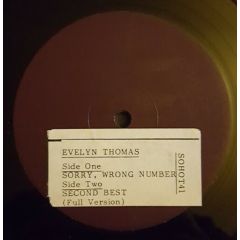 EVELYN THOMAS
Side One
SORRY, WRONG NUMBER
Side Two
SECOND BEST
(Full Version)
SOHOT41